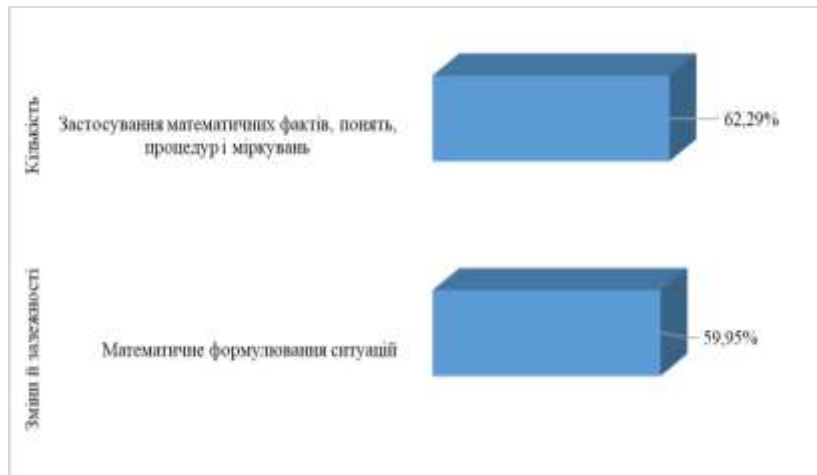 Кількість
Застосування математичних фактів, понять,
процедур і міркувань
62,29%
Зміни й залежності
Математичне формулювання ситуацій
59,95%